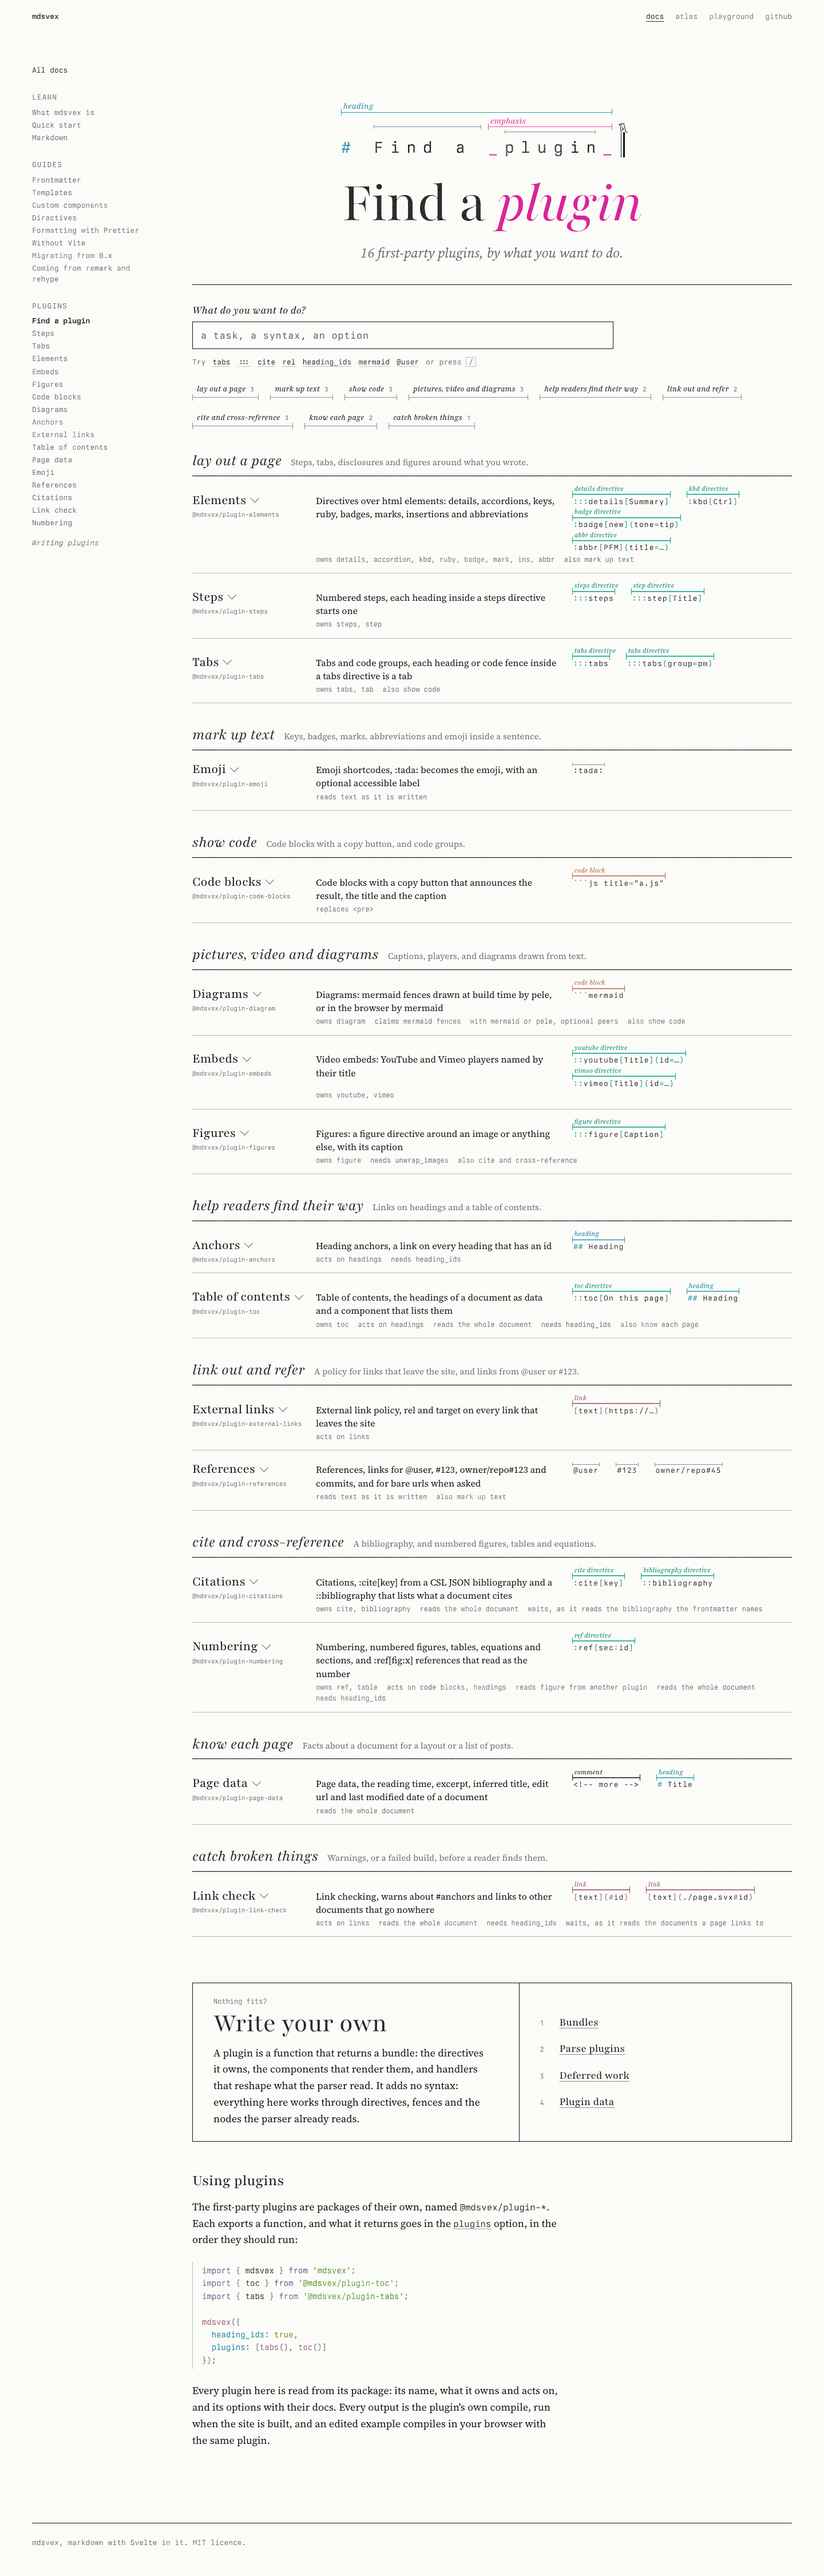 mdsvex
docs atlas playground github
All docs
LEARN
What mdsvex is
Quick start
Markdown
GUIDES
Frontmatter
Templates
Custom components
Directives
Formatting with Prettier
Without Vite
Migrating from 0.x
Coming from remark and
rehype
PLUGINS
Find a plugin
Steps
Tabs
Elements
Embeds
Figures
Code blocks
Diagrams
Anchors
External links
Table of contents
Page data
Emoji
References
Citations
Link check
Numbering
Writing plugins
heading
emphasis
# Find a _plugin_
Find a plugin
16 first-party plugins, by what you want to do.
What do you want to do?
a task, a syntax, an option
Try tabs ::: cite rel heading_ids mermaid @user or press /
lay out a page 3 mark up text 3 show code 3 pictures, video and diagrams 3 help readers find their way 2 link out and refer 2
cite and cross-reference 3 know each page 2 catch broken things 1
lay out a page Steps, tabs, disclosures and figures around what you wrote.
Elements
@mdsvex/plugin-elements
Directives over html elements: details, accordions, keys,
ruby, badges, marks, insertions and abbreviations
details directive kbd directive
:::details[Summary] :kbd[Ctrl]
badge directive
:badge[new](tone=tip)
abbr directive
:abbr[PFM](title=…)
owns details, accordion, kbd, ruby, badge, mark, ins, abbr also mark up text
Steps
@mdsvex/plugin-steps
Numbered steps, each heading inside a steps directive
starts one
steps directive step directive
:::steps :::step[Title]
owns steps, step
Tabs
@mdsvex/plugin-tabs
Tabs and code groups, each heading or code fence inside
a tabs directive is a tab
tabs directive tabs directive
:::tabs :::tabs(group=pm)
owns tabs, tab also show code
mark up text Keys, badges, marks, abbreviations and emoji inside a sentence.
Emoji
@mdsvex/plugin-emoji
Emoji shortcodes, :tada: becomes the emoji, with an
optional accessible label
:tada:
reads text as it is written
show code Code blocks with a copy button, and code groups.
Code blocks
@mdsvex/plugin-code-blocks
Code blocks with a copy button that announces the
result, the title and the caption
code block
```js title="a.js"
replaces <pre>
pictures, video and diagrams Captions, players, and diagrams drawn from text.
Diagrams
@mdsvex/plugin-diagram
Diagrams: mermaid fences drawn at build time by pele,
or in the browser by mermaid
code block
```mermaid
owns diagram claims mermaid fences with mermaid or pele, optional peers also show code
Embeds
@mdsvex/plugin-embeds
Video embeds: YouTube and Vimeo players named by
their title
youtube directive
::youtube[Title](id=…)
vimeo directive
::vimeo[Title](id=…)
owns youtube, vimeo
Figures
@mdsvex/plugin-figures
Figures: a figure directive around an image or anything
else, with its caption
figure directive
:::figure[Caption]
owns figure needs unwrap_images also cite and cross-reference
help readers find their way Links on headings and a table of contents.
Anchors
@mdsvex/plugin-anchors
Heading anchors, a link on every heading that has an id
heading
## Heading
acts on headings needs heading_ids
Table of contents
@mdsvex/plugin-toc
Table of contents, the headings of a document as data
and a component that lists them
toc directive heading
::toc[On this page] ## Heading
owns toc acts on headings reads the whole document needs heading_ids also know each page
link out and refer A policy for links that leave the site, and links from @user or #123.
External links
@mdsvex/plugin-external-links
External link policy, rel and target on every link that
leaves the site
link
[text](https://…)
acts on links
References
@mdsvex/plugin-references
References, links for @user, #123, owner/repo#123 and
commits, and for bare urls when asked
@user #123 owner/repo#45
reads text as it is written also mark up text
cite and cross-reference A bibliography, and numbered figures, tables and equations.
Citations
@mdsvex/plugin-citations
Citations, :cite[key] from a CSL JSON bibliography and a
::bibliography that lists what a document cites
cite directive bibliography directive
:cite[key] ::bibliography
owns cite, bibliography reads the whole document waits, as it reads the bibliography the frontmatter names
Numbering
@mdsvex/plugin-numbering
Numbering, numbered figures, tables, equations and
sections, and :ref[fig:x] references that read as the
number
ref directive
:ref[sec:id]
owns ref, table acts on code blocks, headings reads figure from another plugin reads the whole document
needs heading_ids
know each page Facts about a document for a layout or a list of posts.
Page data
@mdsvex/plugin-page-data
Page data, the reading time, excerpt, inferred title, edit
url and last modified date of a document
comment heading
<!-- more --> # Title
reads the whole document
catch broken things Warnings, or a failed build, before a reader finds them.
Link check
@mdsvex/plugin-link-check
Link checking, warns about #anchors and links to other
documents that go nowhere
link link
[text](#id) [text](./page.svx#id)
acts on links reads the whole document needs heading_ids waits, as it reads the documents a page links to
Nothing fits?
Write your own
A plugin is a function that returns a bundle: the directives
it owns, the components that render them, and handlers
that reshape what the parser read. It adds no syntax:
everything here works through directives, fences and the
nodes the parser already reads.
1 Bundles
2 Parse plugins
3 Deferred work
4 Plugin data
Using plugins
The first-party plugins are packages of their own, named @mdsvex/plugin-*.
Each exports a function, and what it returns goes in the plugins option, in the
order they should run:
import { mdsvex } from 'mdsvex';
import { toc } from '@mdsvex/plugin-toc';
import { tabs } from '@mdsvex/plugin-tabs';
mdsvex({
heading_ids: true,
plugins: [tabs(), toc()]
});
Every plugin here is read from its package: its name, what it owns and acts on,
and its options with their docs. Every output is the plugin's own compile, run
when the site is built, and an edited example compiles in your browser with
the same plugin.
mdsvex, markdown with Svelte in it. MIT licence.